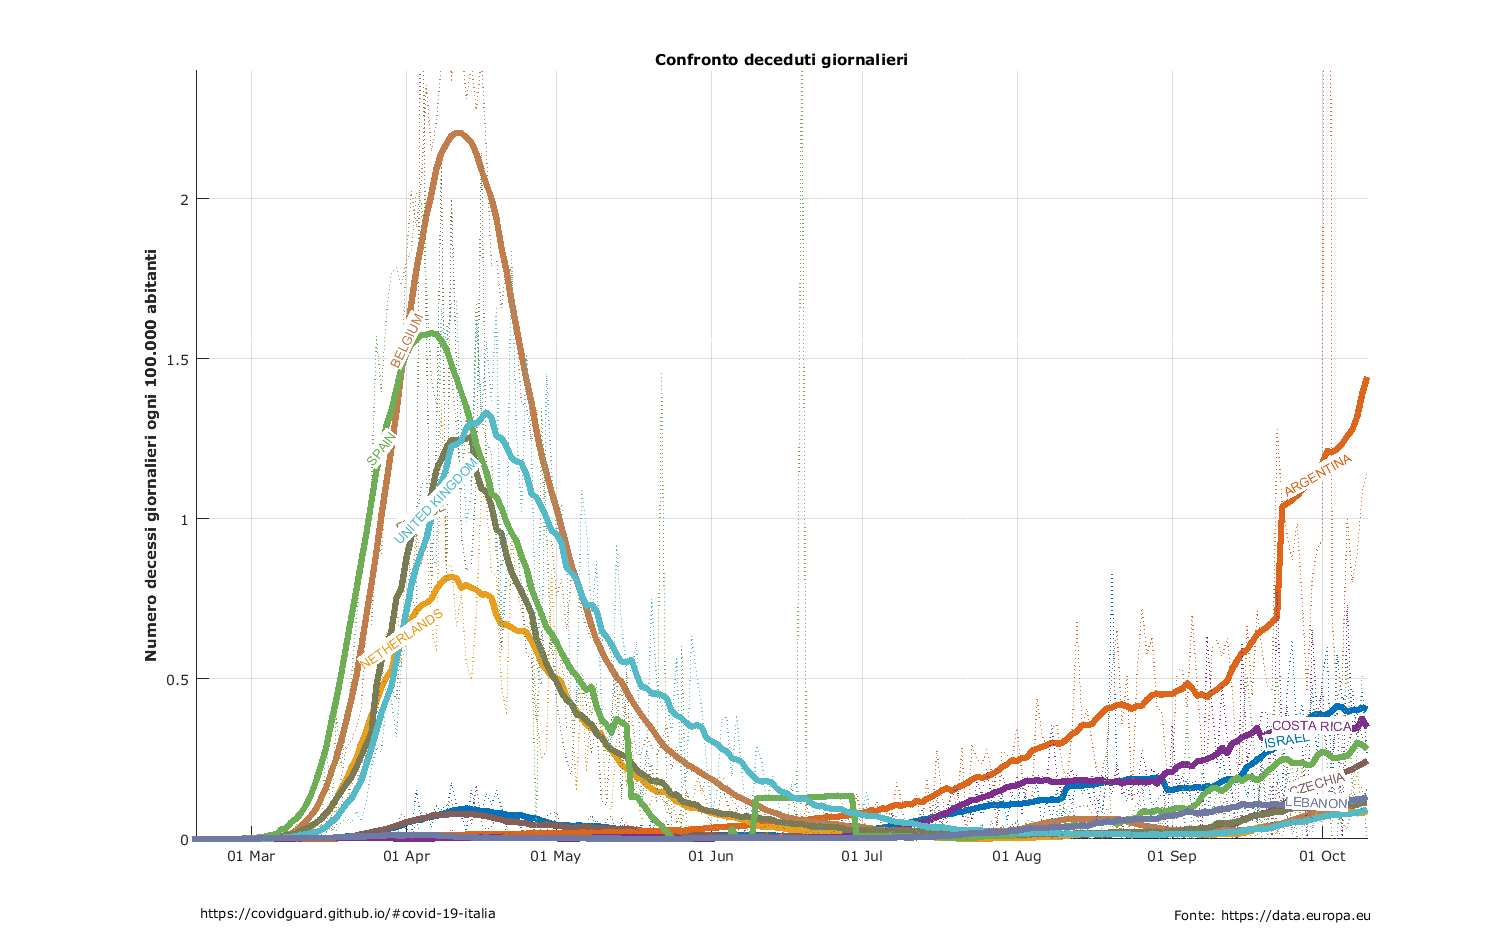 Confronto deceduti giornalieri
Numero decessi giornalieri ogni 100.000 abitanti
2
1.5
1
0.5
0
BELGIUM
SPAIN
UNITED KINGDOM
NETHERLANDS
ARGENTINA
COSTA RICA
ISRAEL
CZECHIA
LEBANON
01 Mar
01 Apr
01 May
01 Jun
01 Jul
01 Aug
01 Sep
01 Oct
https://covidguard.github.io/#covid-19-italia
Fonte: https://data.europa.eu